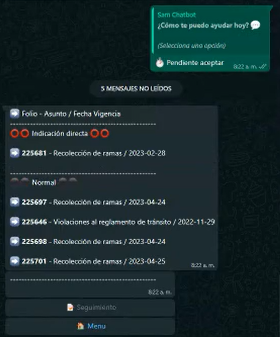 Sam Chatbot
¿Cómo te puedo ayudar hoy? 💬
(Selecciona una opción)
⏱️ Pendiente aceptar
8:22 a. m. ✓✓
5 MENSAJES NO LEÍDOS
➡️ Folio - Asunto / Fecha Vigencia
--------------------------------------------------
⭕⭕ Indicación directa ⭕⭕
➡️ 225681 - Recolección de ramas / 2023-02-28
--------------------------------------------------
Normal
➡️ 225697 - Recolección de ramas / 2023-04-24
➡️ 225646 - Violaciones al reglamento de tránsito / 2022-11-29
➡️ 225698 - Recolección de ramas / 2023-04-24
➡️ 225701 - Recolección de ramas / 2023-04-25
8:22 a. m.
--------------------------------------------------
8:22 a. m.
Seguimiento
Menu